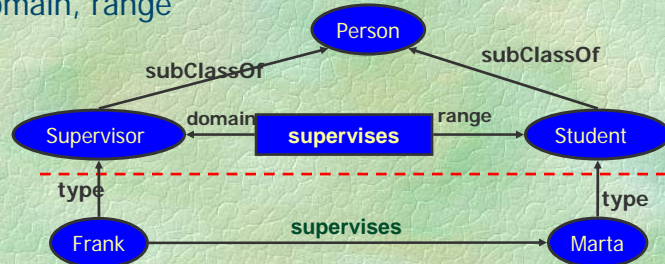 omain, range
Person
subClassOf
subClassOf
Supervisor
domain
supervises
range
Student
type
type
Frank
supervises
Marta